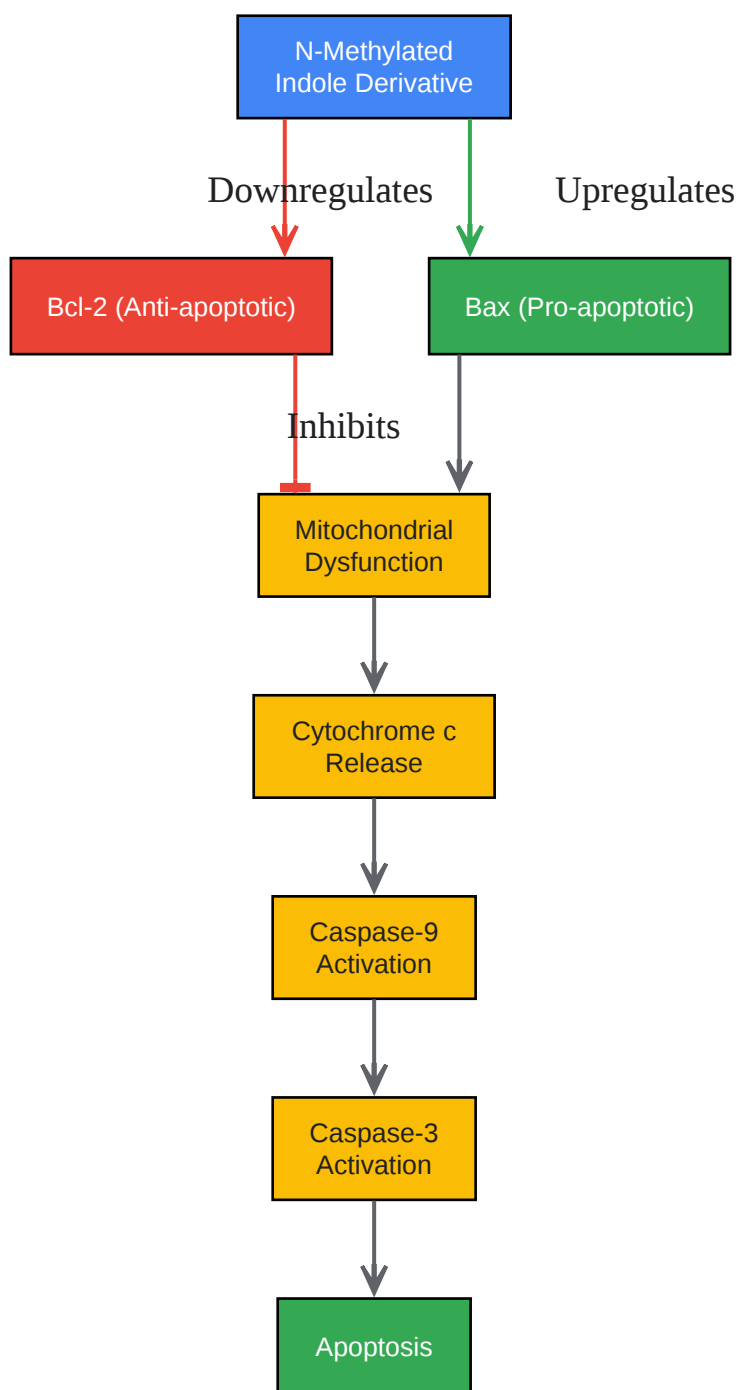 N-Methylated
Indole Derivative
Downregulates
Upregulates
Bcl-2 (Anti-apoptotic)
Bax (Pro-apoptotic)
Inhibits
Mitochondrial
Dysfunction
Cytochrome c
Release
Caspase-9
Activation
Caspase-3
Activation
Apoptosis